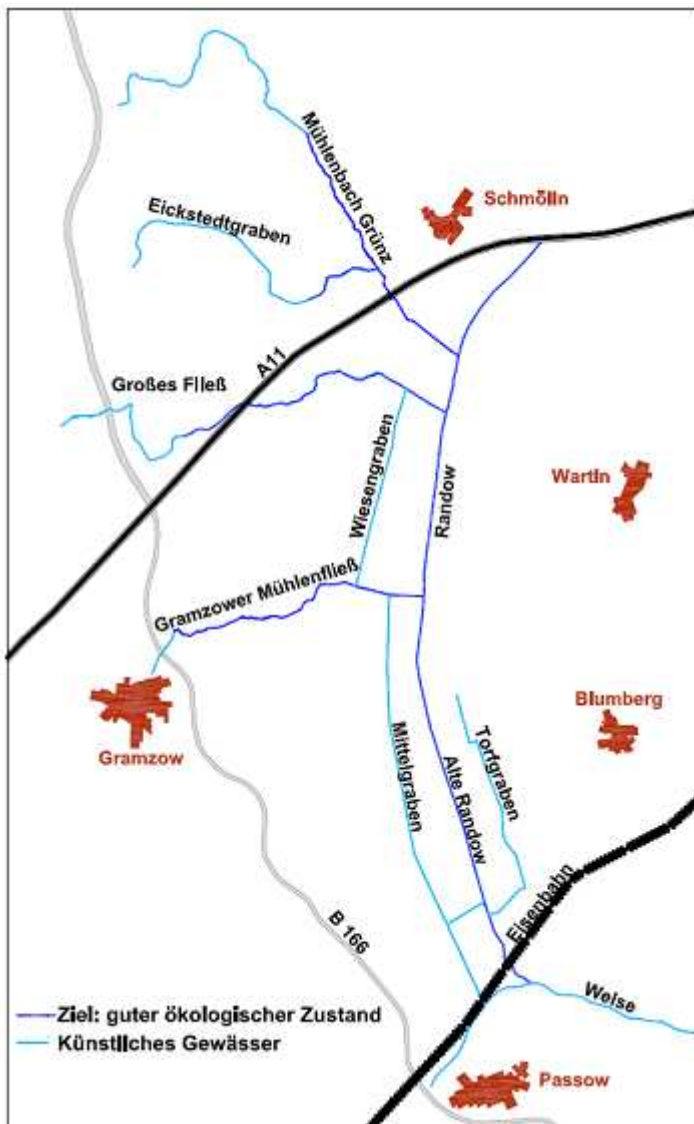 Mühlenbach Grünz
Schmölln
Eickstedtgraben
A11
Großes Fließ
Wiesengraben
Randow
Wartin
Gramzower Mühlenfließ
Gramzow
Blumberg
Mittelgraben
Alte Randow
Torfgraben
Eisenbahn
B 166
Welse
Ziel: guter ökologischer Zustand
Künstliches Gewässer
Passow